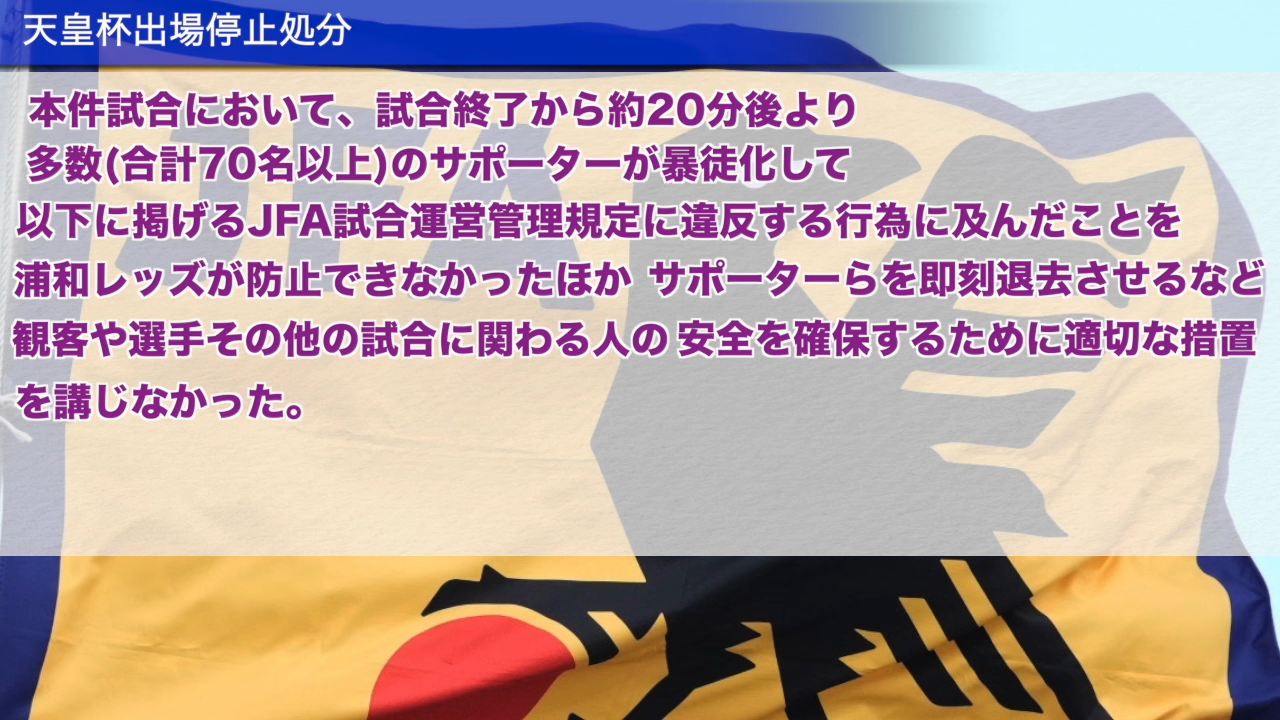 天皇杯出場停止処分
本件試合において、試合終了から約20分後より
多数(合計70名以上)のサポーターが暴徒化して
以下に掲げるJFA試合運営管理規定に違反する行為に及んだことを
浦和レッズが防止できなかったほか サポーターらを即刻退去させるなど
観客や選手その他の試合に関わる人の 安全を確保するために適切な措置
を講じなかった。
JFA